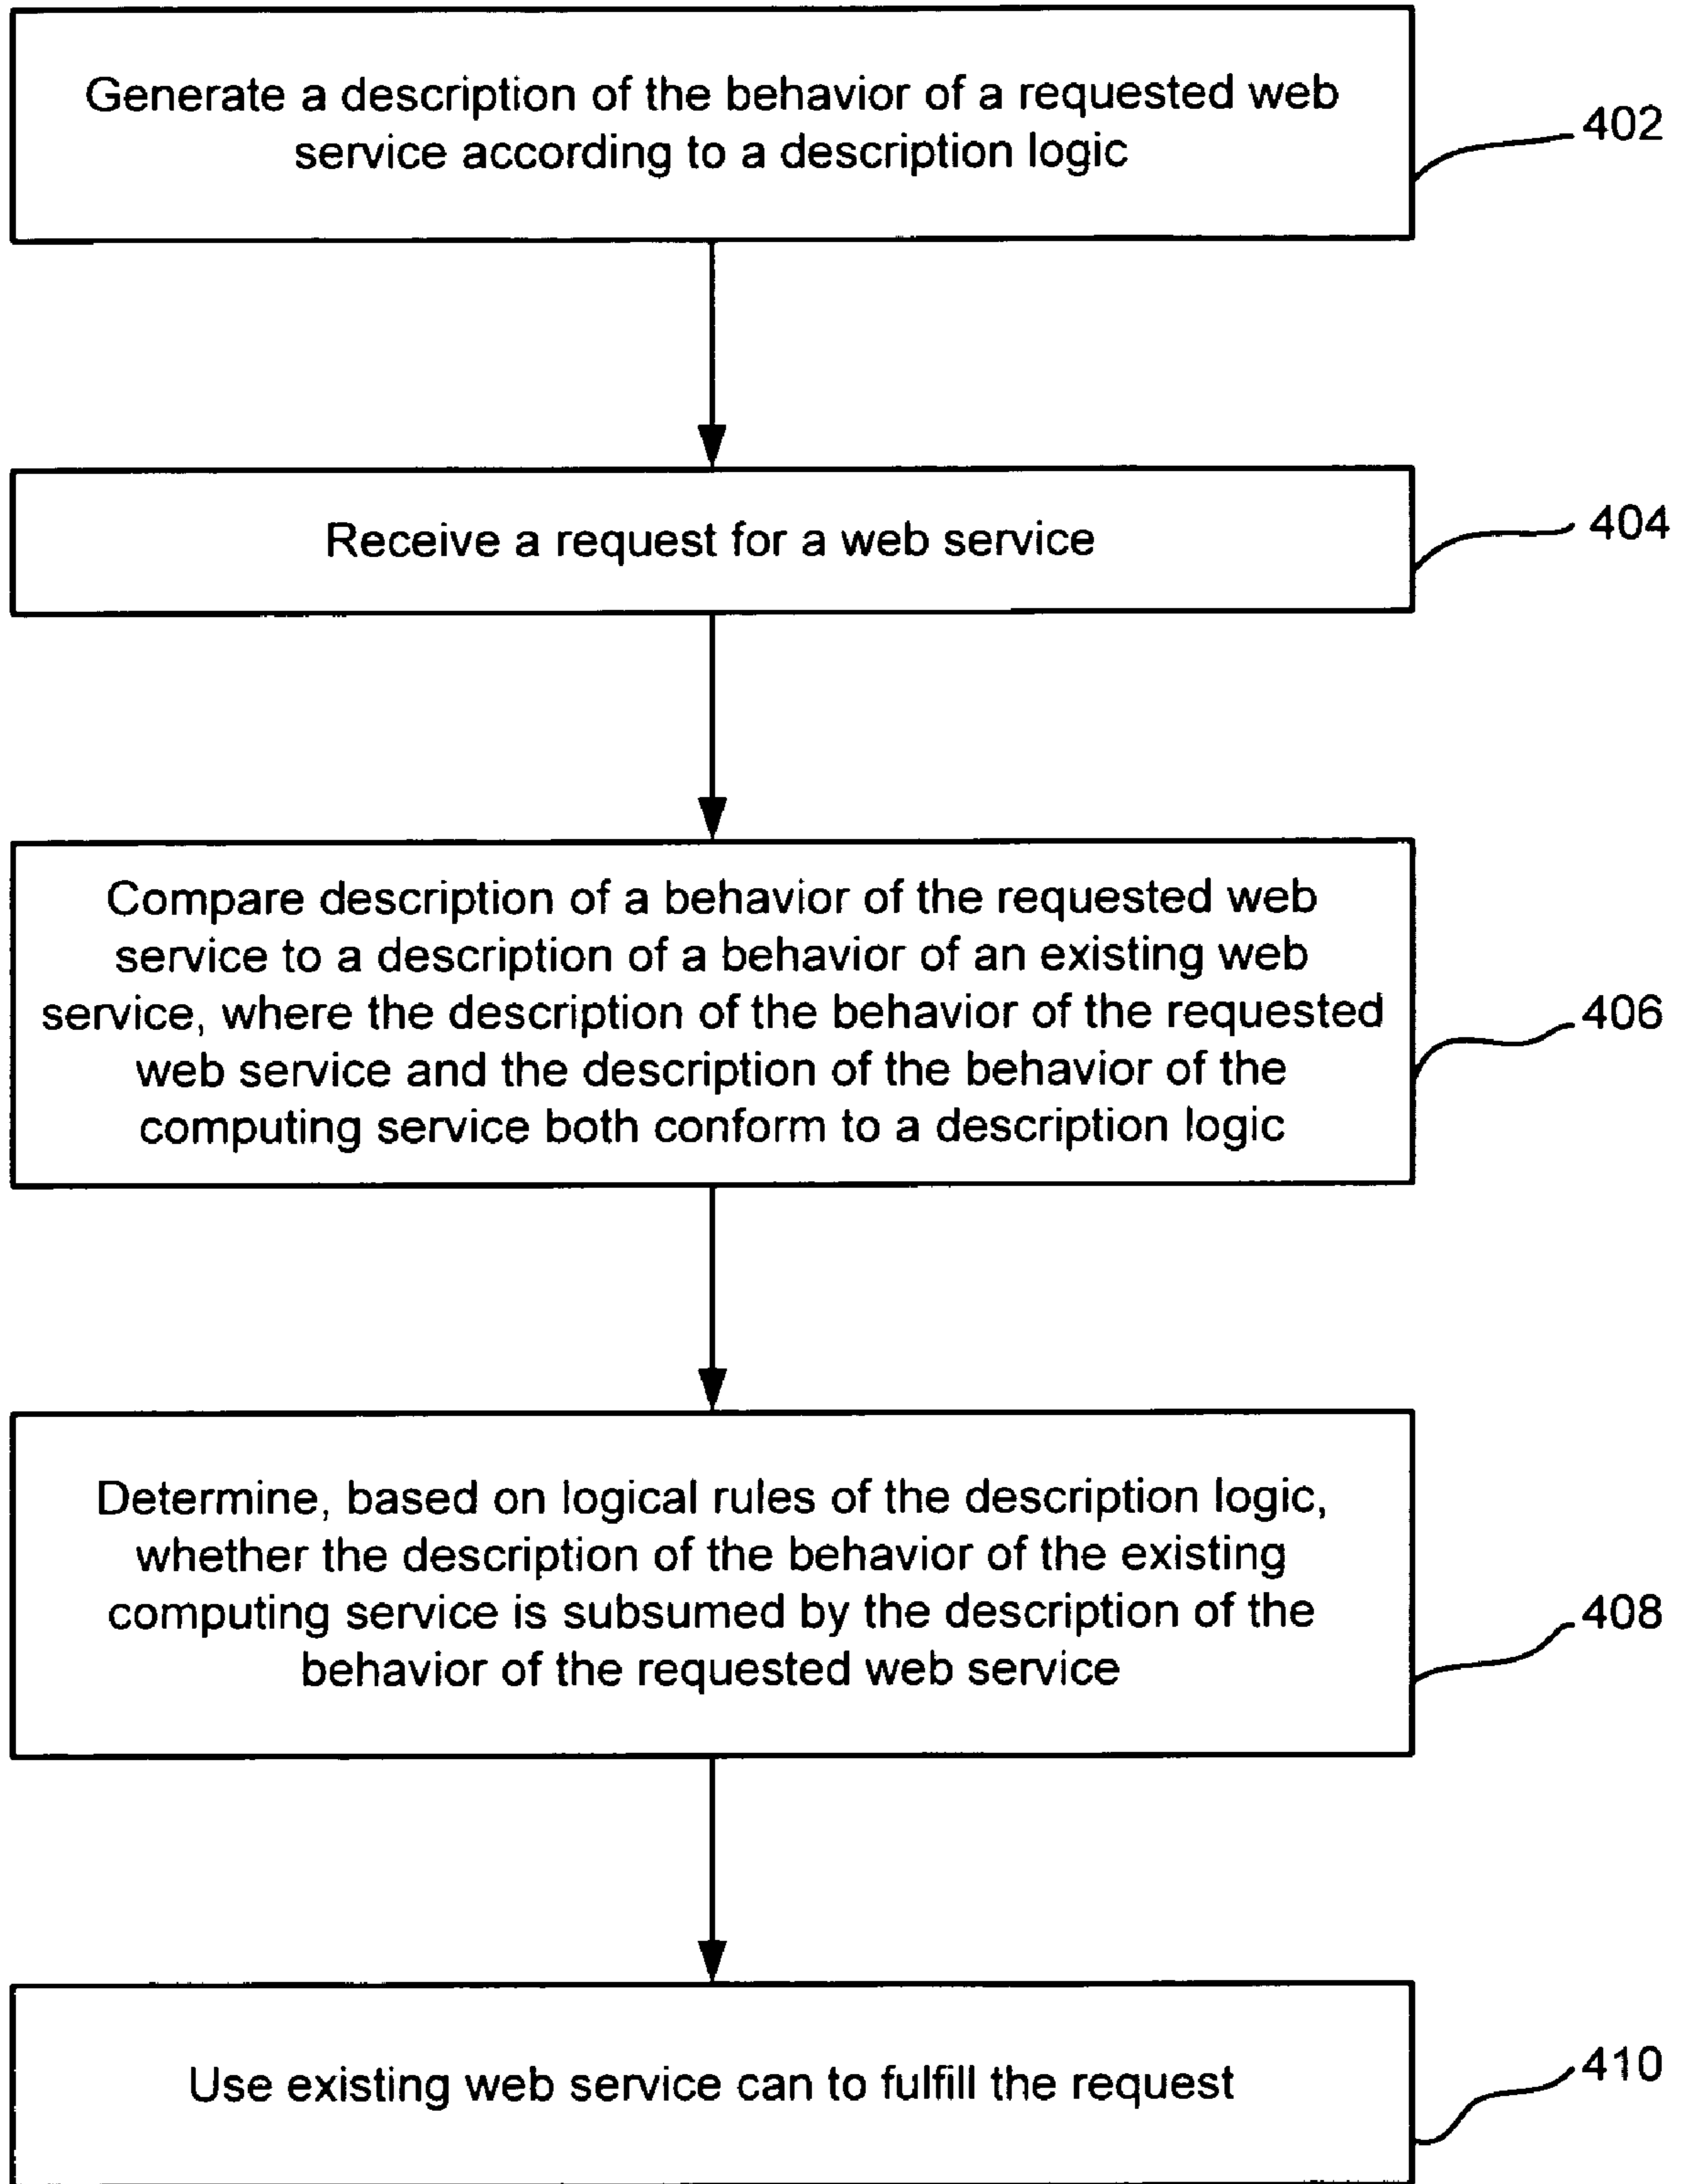 Generate a description of the behavior of a requested web
service according to a description logic
402
Receive a request for a web service
404
Compare description of a behavior of the requested web
service to a description of a behavior of an existing web
service, where the description of the behavior of the requested
web service and the description of the behavior of the
computing service both conform to a description logic
406
Determine, based on logical rules of the description logic,
whether the description of the behavior of the existing
computing service is subsumed by the description of the
behavior of the requested web service
408
Use existing web service can to fulfill the request
410